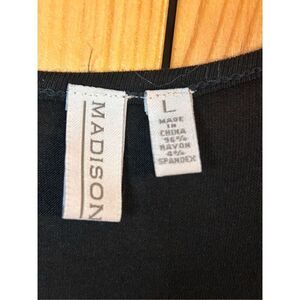 MADISON
L
MADE
IN
CHINA
96%
RAYON
4%
SPANDEX